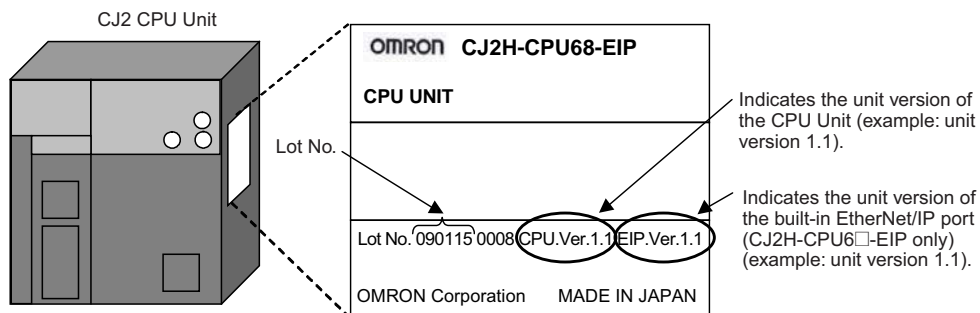 CJ2 CPU Unit
OMRON CJ2H-CPU68-EIP
CPU UNIT
Lot No.
Lot No. 090115 0008 CPU.Ver.1.1 EIP.Ver.1.1
OMRON Corporation MADE IN JAPAN
Indicates the unit version of
the CPU Unit (example: unit
version 1.1).
Indicates the unit version of
the built-in EtherNet/IP port
(CJ2H-CPU6□-EIP only)
(example: unit version 1.1).